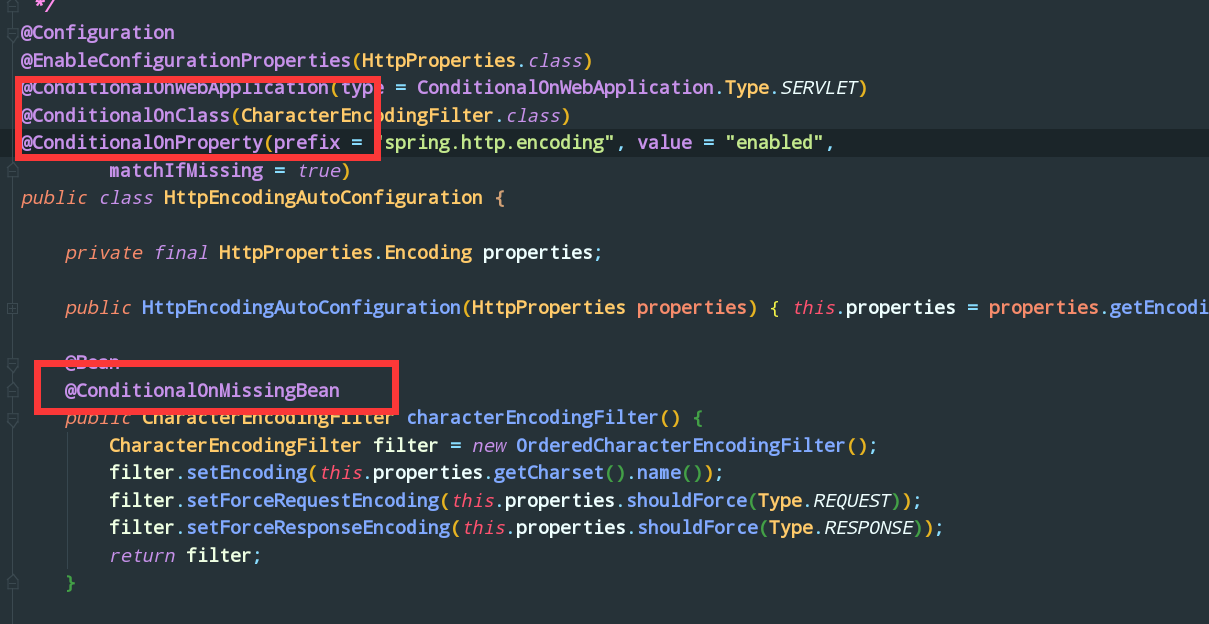 */
@Configuration
@EnableConfigurationProperties(HttpProperties.class)
@ConditionalOnWebApplication(type = ConditionalOnWebApplication.Type.SERVLET)
@ConditionalOnClass(CharacterEncodingFilter.class)
@ConditionalOnProperty(prefix = "spring.http.encoding", value = "enabled",
matchIfMissing = true)
public class HttpEncodingAutoConfiguration {
private final HttpProperties.Encoding properties;
public HttpEncodingAutoConfiguration(HttpProperties properties) { this.properties = properties.getEncodi
@Bean
@ConditionalOnMissingBean
public CharacterEncodingFilter characterEncodingFilter() {
CharacterEncodingFilter filter = new OrderedCharacterEncodingFilter();
filter.setEncoding(this.properties.getCharset().name());
filter.setForceRequestEncoding(this.properties.shouldForce(Type.REQUEST));
filter.setForceResponseEncoding(this.properties.shouldForce(Type.RESPONSE));
return filter;
}